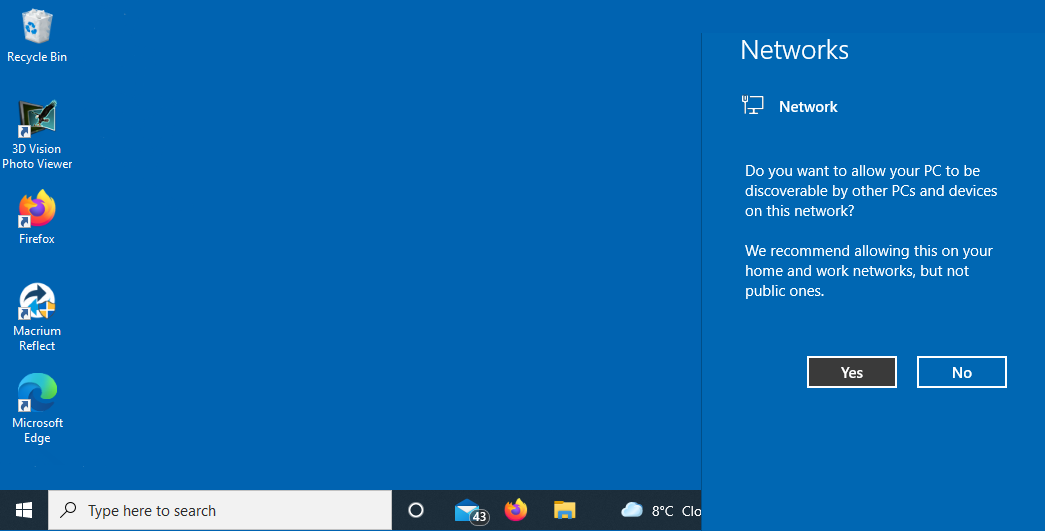 Recycle Bin
3D Vision
Photo Viewer
Firefox
Macrium
Reflect
Microsoft
Edge
Networks
Network
Do you want to allow your PC to be
discoverable by other PCs and devices
on this network?
We recommend allowing this on your
home and work networks, but not
public ones.
Yes
No
Type here to search
43
8°C Clo